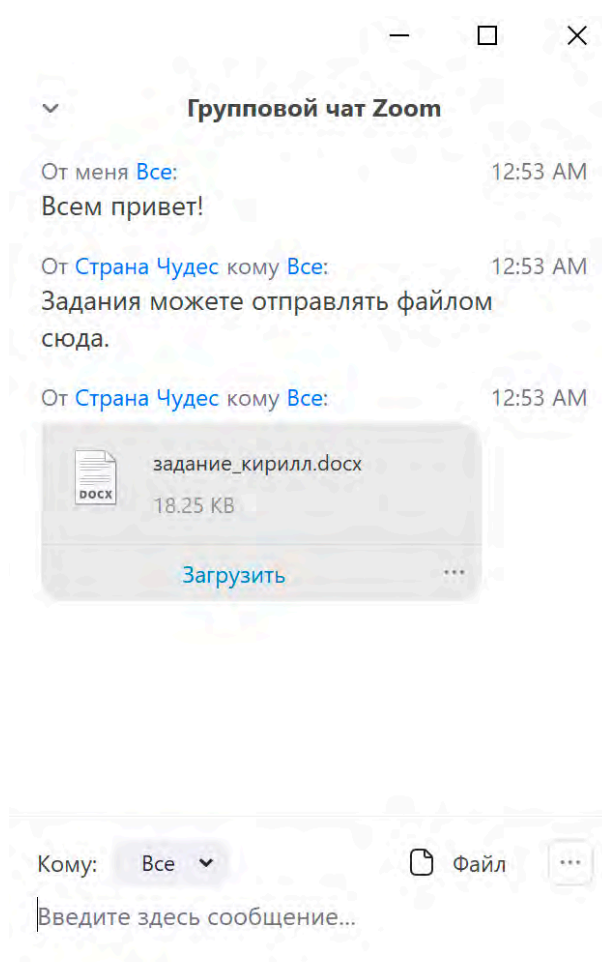 Групповой чат Zoom
От меня Все: 12:53 AM
Всем привет!
От Страна Чудес кому Все: 12:53 AM
Задания можете отправлять файлом
сюда.
От Страна Чудес кому Все: 12:53 AM
задание_кирилл.docx
DOCX
18.25 KB
Загрузить
Кому: Все Файл
Введите здесь сообщение...